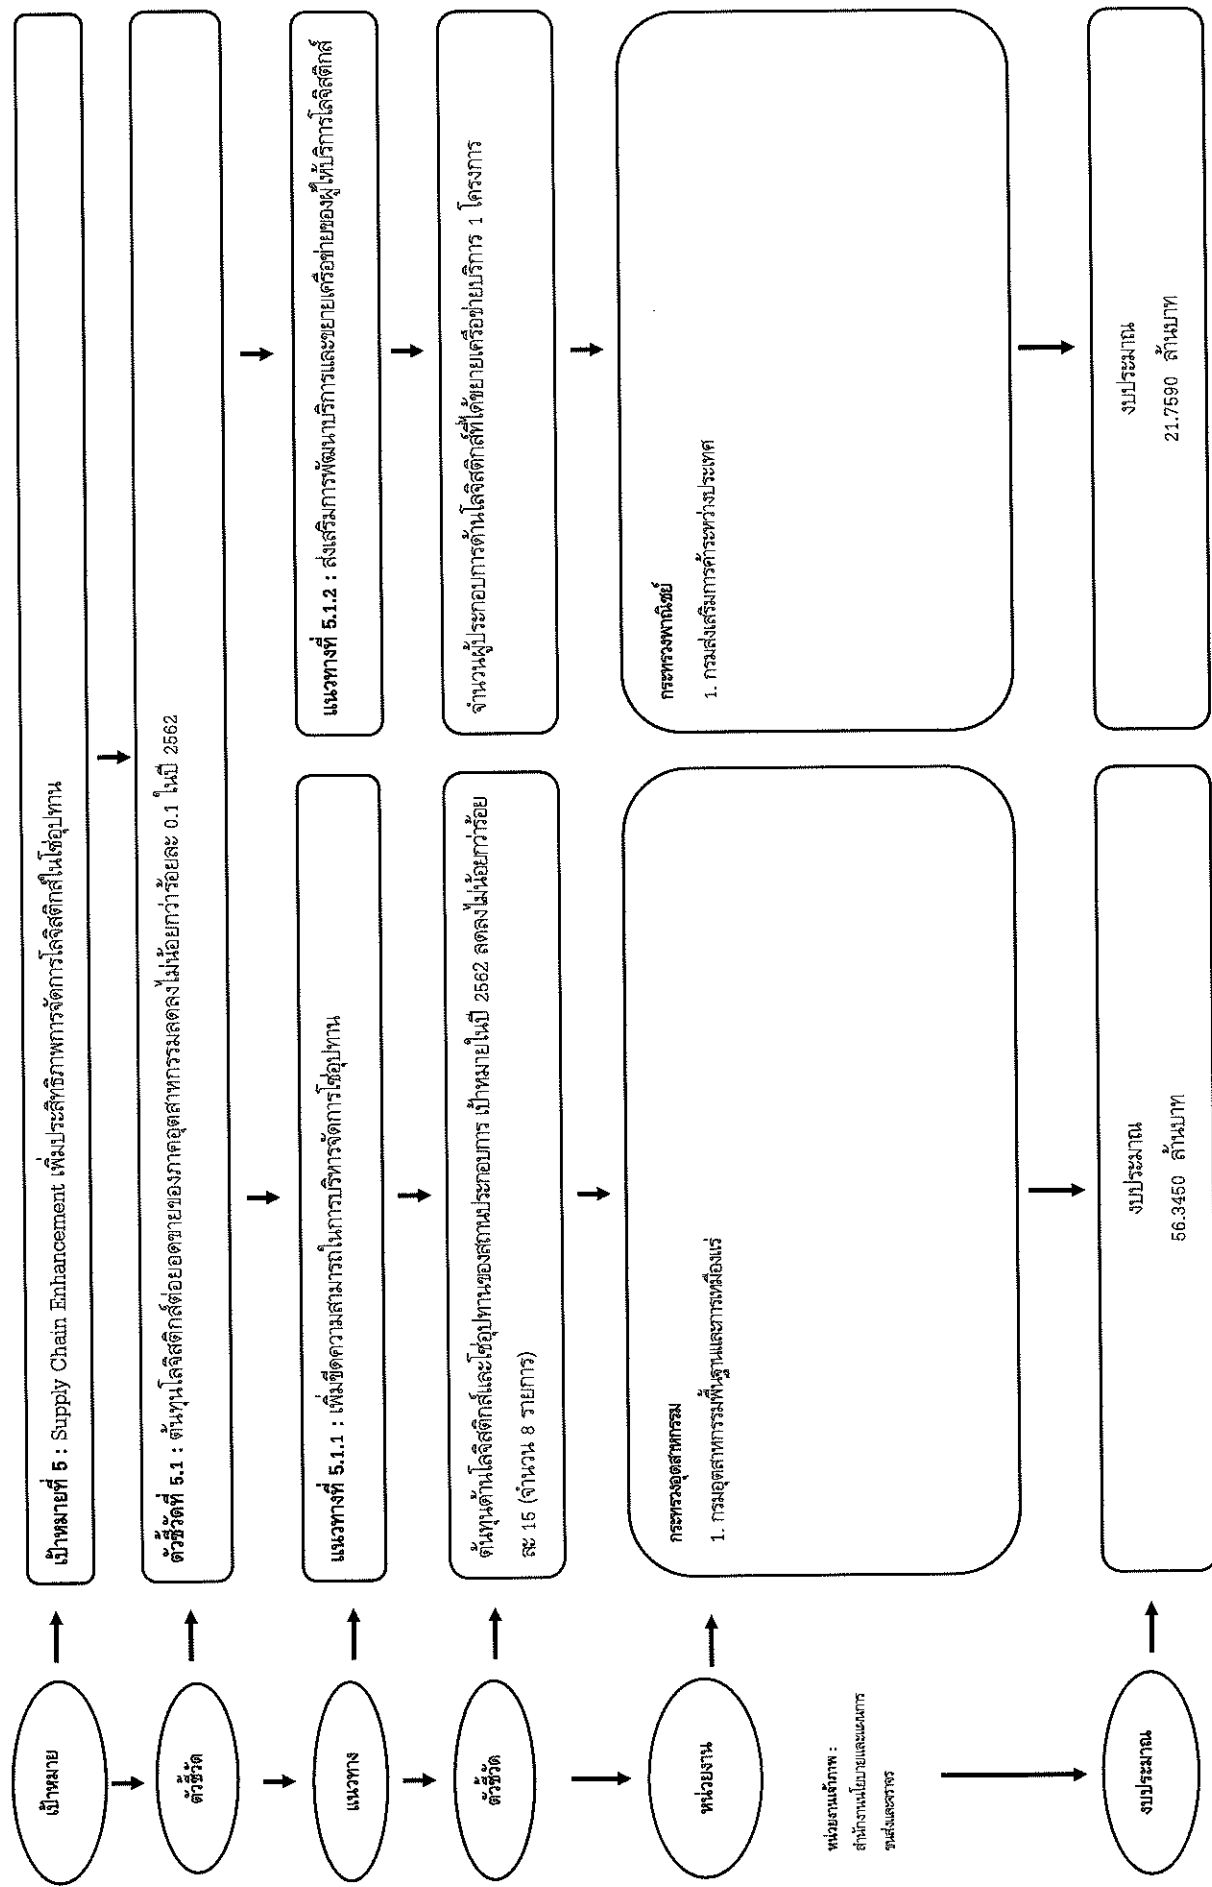 เป้าหมาย
เป้าหมายที่ 5 : Supply Chain Enhancement เพิ่มประสิทธิภาพการจัดการโลจิสติกส์ในโซ่อุปทาน
ตัวชี้วัด
ตัวชี้วัดที่ 5.1 : ต้นทุนโลจิสติกส์ต่อยอดขายของภาคอุตสาหกรรมลดลงไม่น้อยกว่าร้อยละ 0.1 ในปี 2562
แนวทาง
แนวทางที่ 5.1.1 : เพิ่มขีดความสามารถในการบริหารจัดการโซ่อุปทาน
แนวทางที่ 5.1.2 : ส่งเสริมการพัฒนาบริการและขยายเครือข่ายของผู้ให้บริการโลจิสติกส์
ตัวชี้วัด
ต้นทุนด้านโลจิสติกส์และโซ่อุปทานของสถานประกอบการ เป้าหมายในปี 2562 ลดลงไม่น้อยกว่าร้อย
ละ 15 (จำนวน 8 รายการ)
จำนวนผู้ประกอบการด้านโลจิสติกส์ที่ได้ขยายเครือข่ายบริการ 1 โครงการ
หน่วยงาน
กระทรวงอุตสาหกรรม
1. กรมอุตสาหกรรมพื้นฐานและการเหมืองแร่
กระทรวงพาณิชย์
1. กรมส่งเสริมการค้าระหว่างประเทศ
หน่วยงานเจ้าภาพ :
สำนักงานนโยบายและแผนการ
ขนส่งและจราจร
งบประมาณ
งบประมาณ
56.3450 ล้านบาท
งบประมาณ
21.7590 ล้านบาท